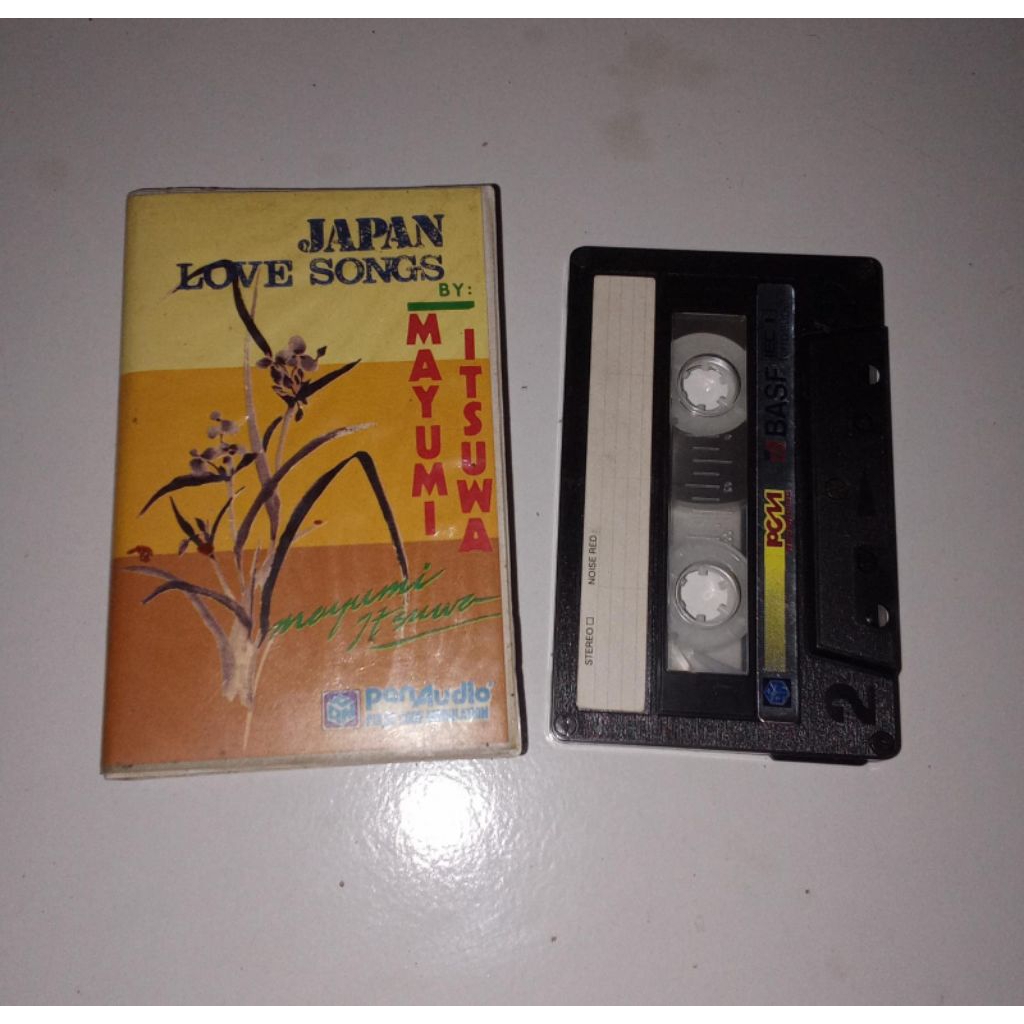 JAPAN
LOVE SONGS
BY:
MAYUMI
ITSUWA
mayumi
Itsuwa
penAudio
STEREO
NOISE RED
BASF
PCM
2